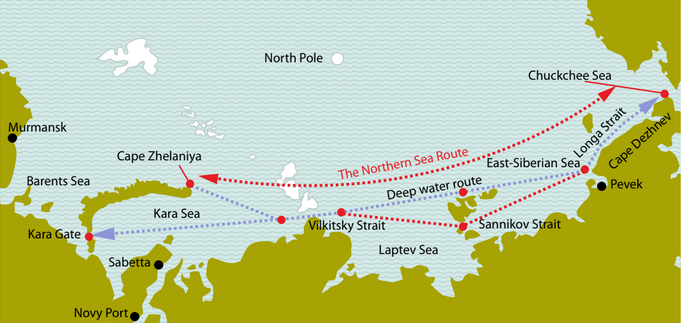 North Pole
Chuckchee Sea
Murmansk
Cape Zhelaniya
The Northern Sea Route
Longa Strait
Cape Dezhnev
East-Siberian Sea
Barents Sea
Deep water route
Pevek
Kara Sea
Vilkitsky Strait
Sannikov Strait
Kara Gate
Laptev Sea
Sabetta
Novy Port